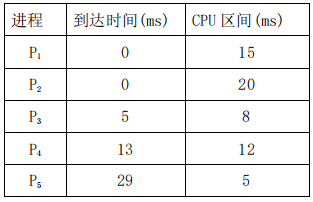 进程 到达时间(ms) CPU 区间(ms)
P₁ 0 15
P₂ 0 20
P₃ 5 8
P₄ 13 12
P₅ 29 5